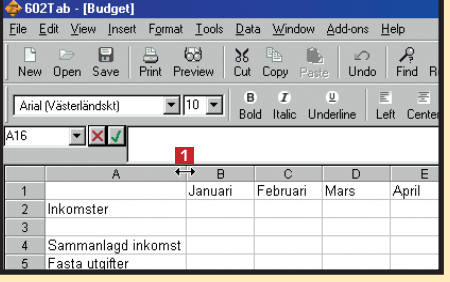 602Tab - [Budget]
File Edit View Insert Format Tools Data Window Add-ons Help
New Open Save Print Preview Cut Copy Paste Undo Find
Arial (Västerländskt) 10 B I U Bold Italic Underline Left Center
A16
1
A B C D E
1 Januari Februari Mars April
2 Inkomster
3
4 Sammanlagd inkomst
5 Fasta utgifter